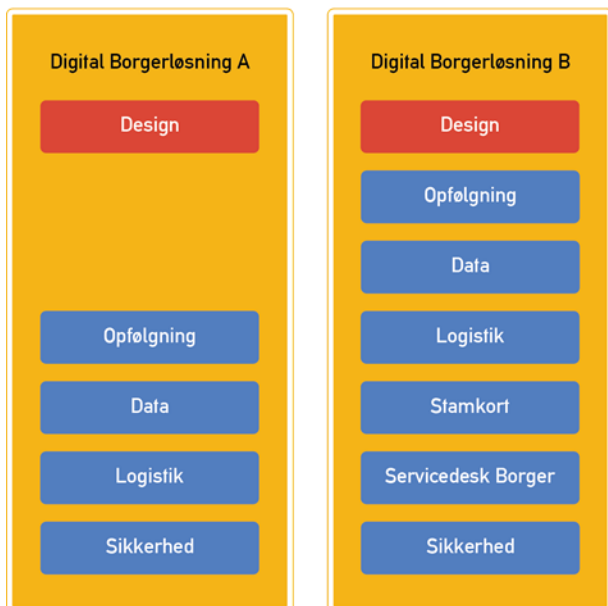 Digital Borgerløsning A
Design
Opfølgning
Data
Logistik
Sikkerhed
Digital Borgerløsning B
Design
Opfølgning
Data
Logistik
Stamkort
Servicedesk Borger
Sikkerhed